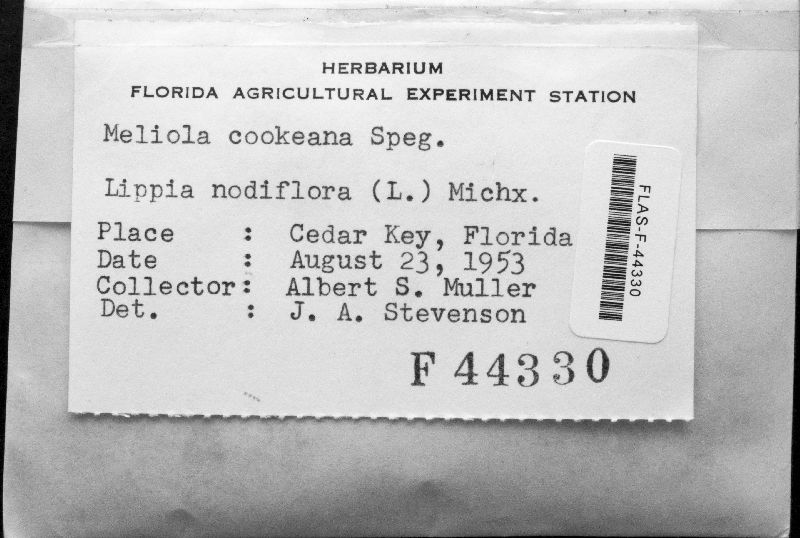 HERBARIUM
FLORIDA AGRICULTURAL EXPERIMENT STATION
Meliola cookeana Speg.
Lippia nodiflora (L.) Michx.
Place : Cedar Key, Florida
Date : August 23, 1953
Collector: Albert S. Muller
Det. : J. A. Stevenson
F 44330
FLAS-F-44330